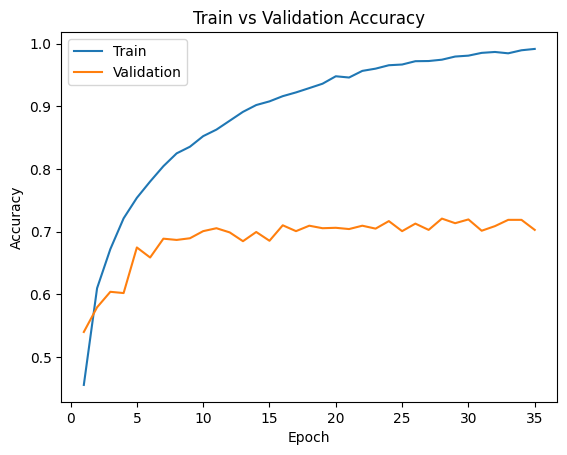 Train vs Validation Accuracy
Train
Validation
1.0
0.9
0.8
0.7
0.6
0.5
Accuracy
0 5 10 15 20 25 30 35
Epoch